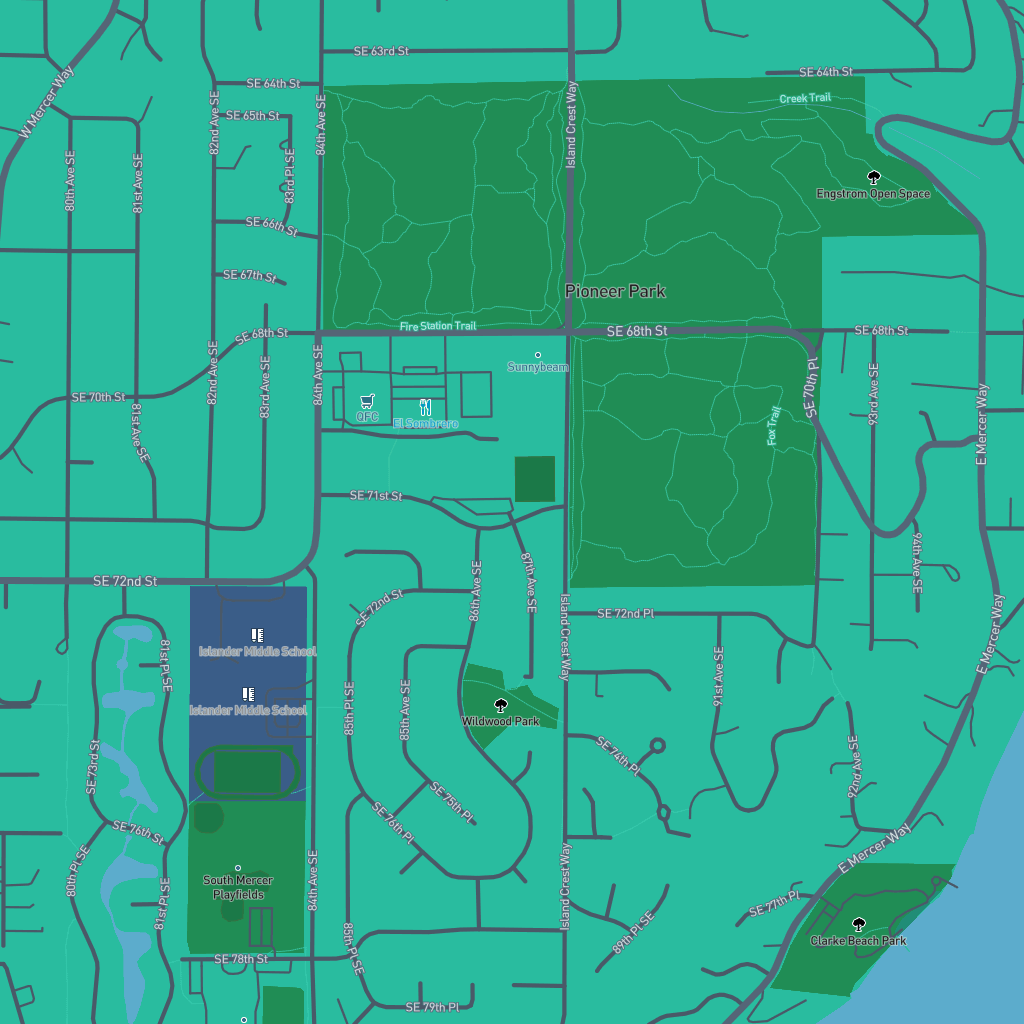 SE 63rd St
SE 64th St
SE 64th St
W Mercer Way
82nd Ave SE
84th Ave SE
Island Crest Way
Creek Trail
SE 65th St
80th Ave SE
81st Ave SE
83rd Pl SE
Engstrom Open Space
SE 66th St
SE 67th St
Pioneer Park
SE 68th St
Fire Station Trail
SE 68th St
SE 68th St
82nd Ave SE
83rd Ave SE
84th Ave SE
Sunnybeam
SE 70th Pl
93rd Ave SE
E Mercer Way
SE 70th St
81st Ave SE
QFC
El Sombrero
Fox Trail
SE 71st St
94th Ave SE
SE 72nd St
86th Ave SE
87th Ave SE
SE 72nd St
Island Crest Way
SE 72nd Pl
E Mercer Way
Islander Middle School
81st Pl SE
91st Ave SE
Islander Middle School
85th Pl SE
85th Ave SE
Wildwood Park
SE 73rd St
SE 74th Pl
92nd Ave SE
SE 75th Pl
SE 76th St
SE 76th Pl
E Mercer Way
80th Pl SE
81st Pl SE
South Mercer
Playfields
84th Ave SE
Island Crest Way
SE 77th Pl
Clarke Beach Park
89th Pl SE
85th Pl SE
SE 78th St
SE 79th Pl